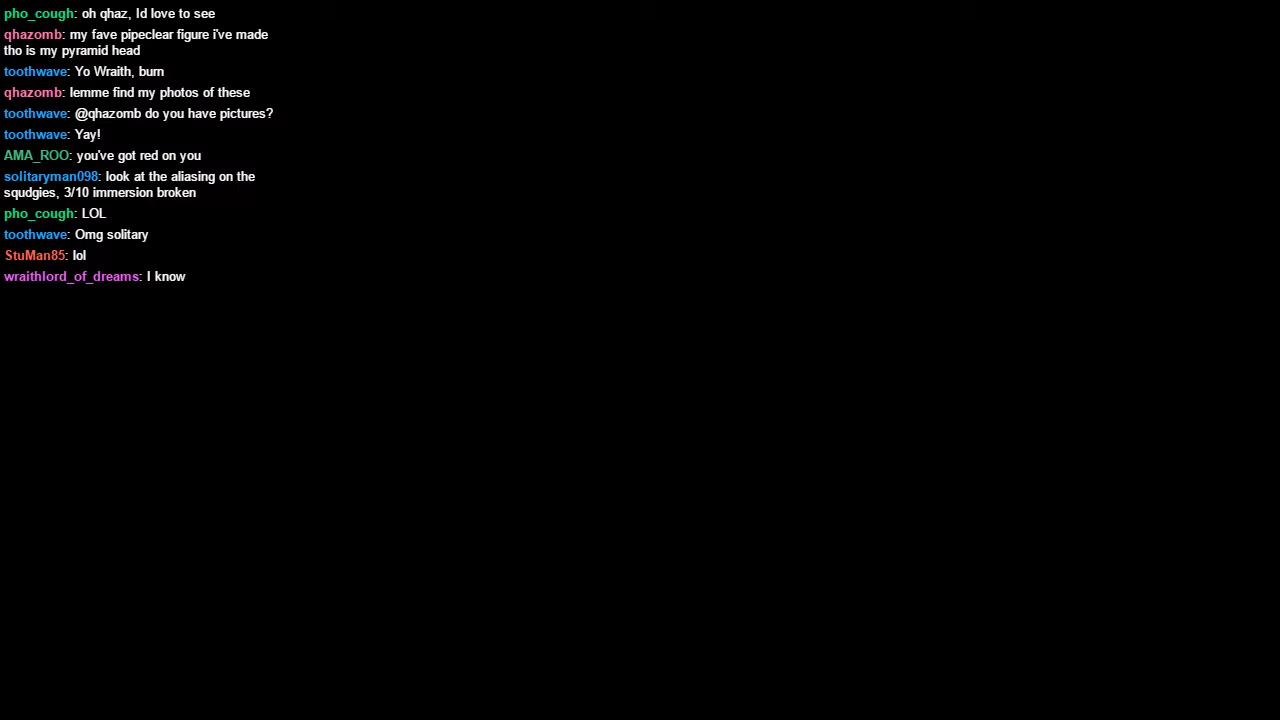 pho_cough: oh qhaz, Id love to see
qhazomb: my fave pipeclear figure i've made
tho is my pyramid head
toothwave: Yo Wraith, burn
qhazomb: lemme find my photos of these
toothwave: @qhazomb do you have pictures?
toothwave: Yay!
AMA_ROO: you've got red on you
solitaryman098: look at the aliasing on the
squdgies, 3/10 immersion broken
pho_cough: LOL
toothwave: Omg solitary
StuMan85: lol
wraithlord_of_dreams: I know